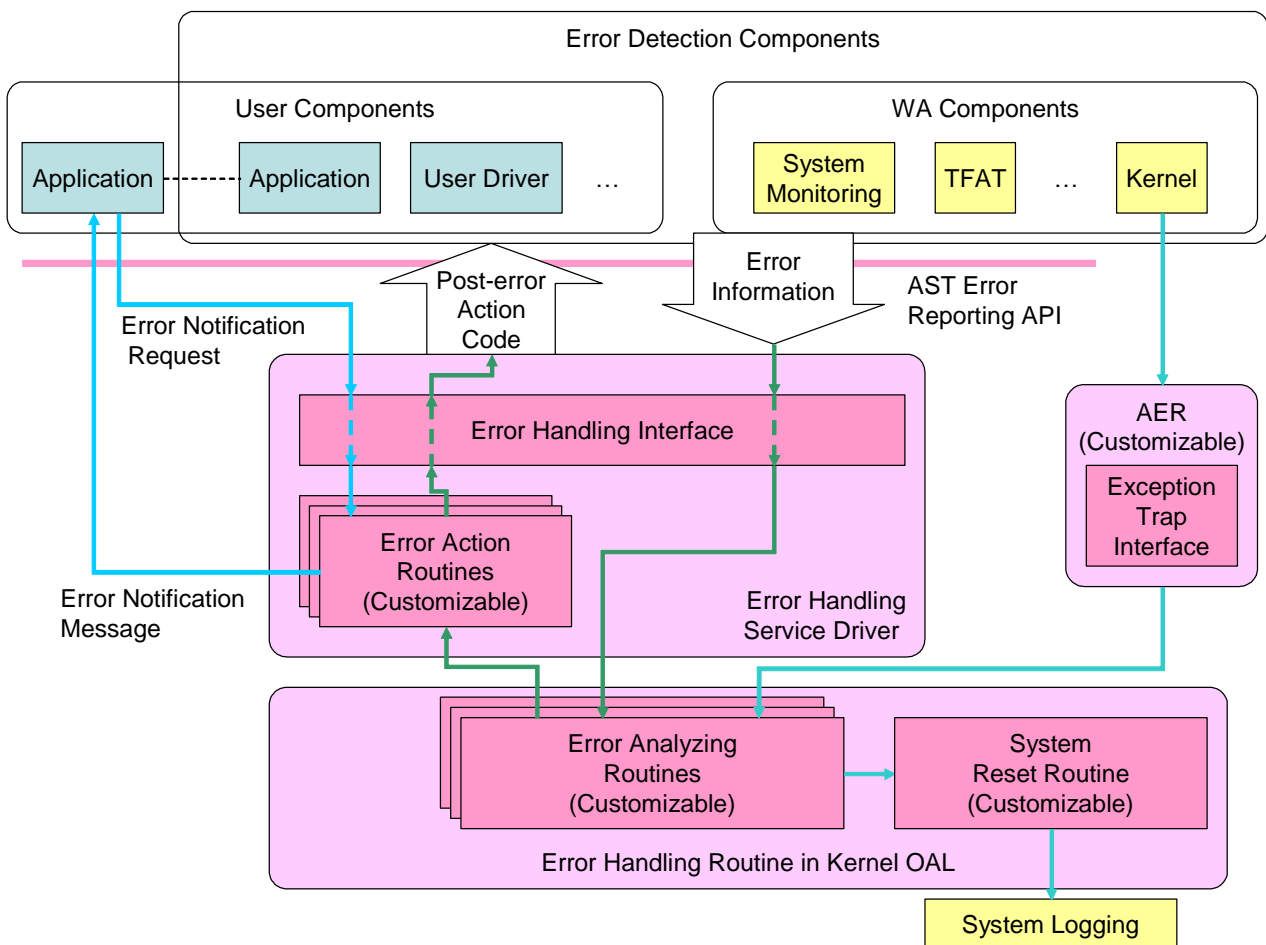 Error Detection Components
User Components
WA Components
Application
Application
User Driver
…
System
Monitoring
TFAT
…
Kernel
Post-error
Action
Code
Error
Information
AST Error
Reporting API
Error Notification
Request
Error Handling Interface
AER
(Customizable)
Exception
Trap
Interface
Error Action
Routines
(Customizable)
Error Notification
Message
Error Handling
Service Driver
Error Analyzing
Routines
(Customizable)
System
Reset Routine
(Customizable)
Error Handling Routine in Kernel OAL
System Logging